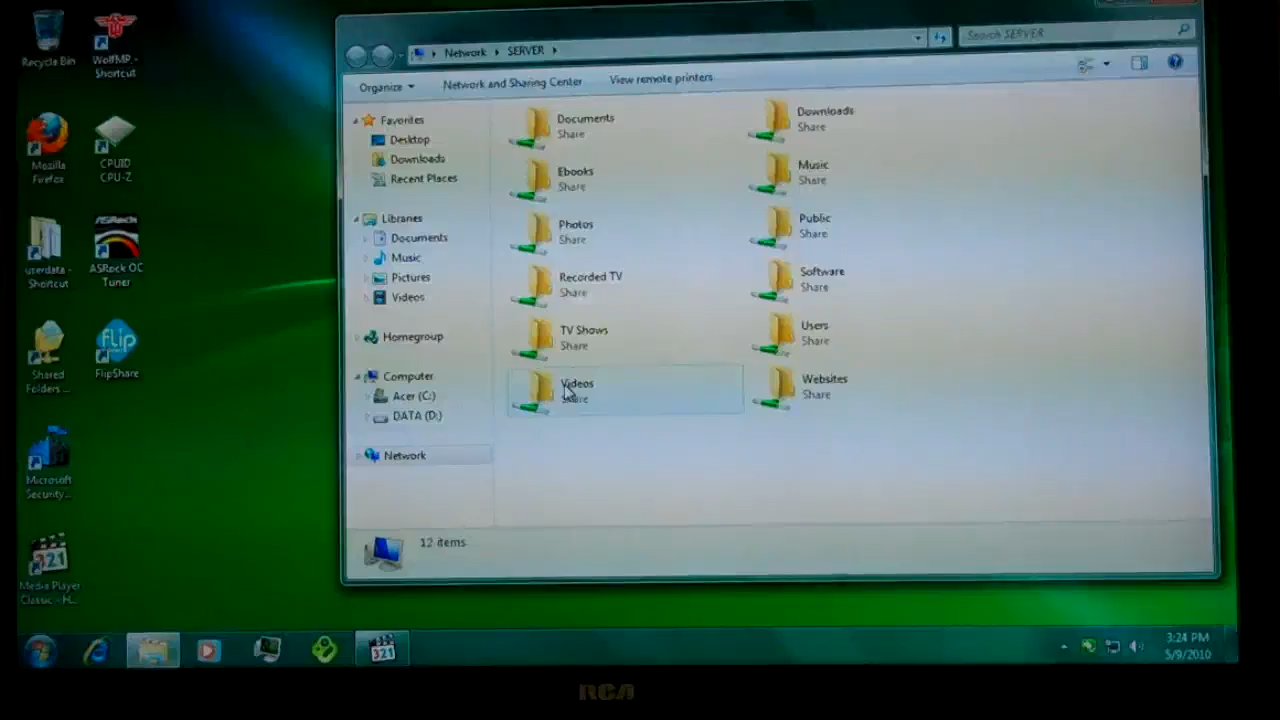 Recycle Bin
WolfMP -
Shortcut
Mozilla
Firefox
CPUID
CPU-Z
userdata -
Shortcut
ASRock
ASRock OC
Tuner
Shared
Folders ...
flip
FlipShare
Microsoft
Security...
321
Media Player
Classic - H...
Network
SERVER
Search SERVER
Organize
Network and Sharing Center
View remote printers
Favorites
Desktop
Downloads
Recent Places
Libraries
Documents
Music
Pictures
Videos
Homegroup
Computer
Acer (C:)
DATA (D:)
Network
Documents
Share
Downloads
Share
Ebooks
Share
Music
Share
Photos
Share
Public
Share
Recorded TV
Share
Software
Share
TV Shows
Share
Users
Share
Videos
Share
Websites
Share
12 items
321
3:24 PM
5/9/2010
RCA